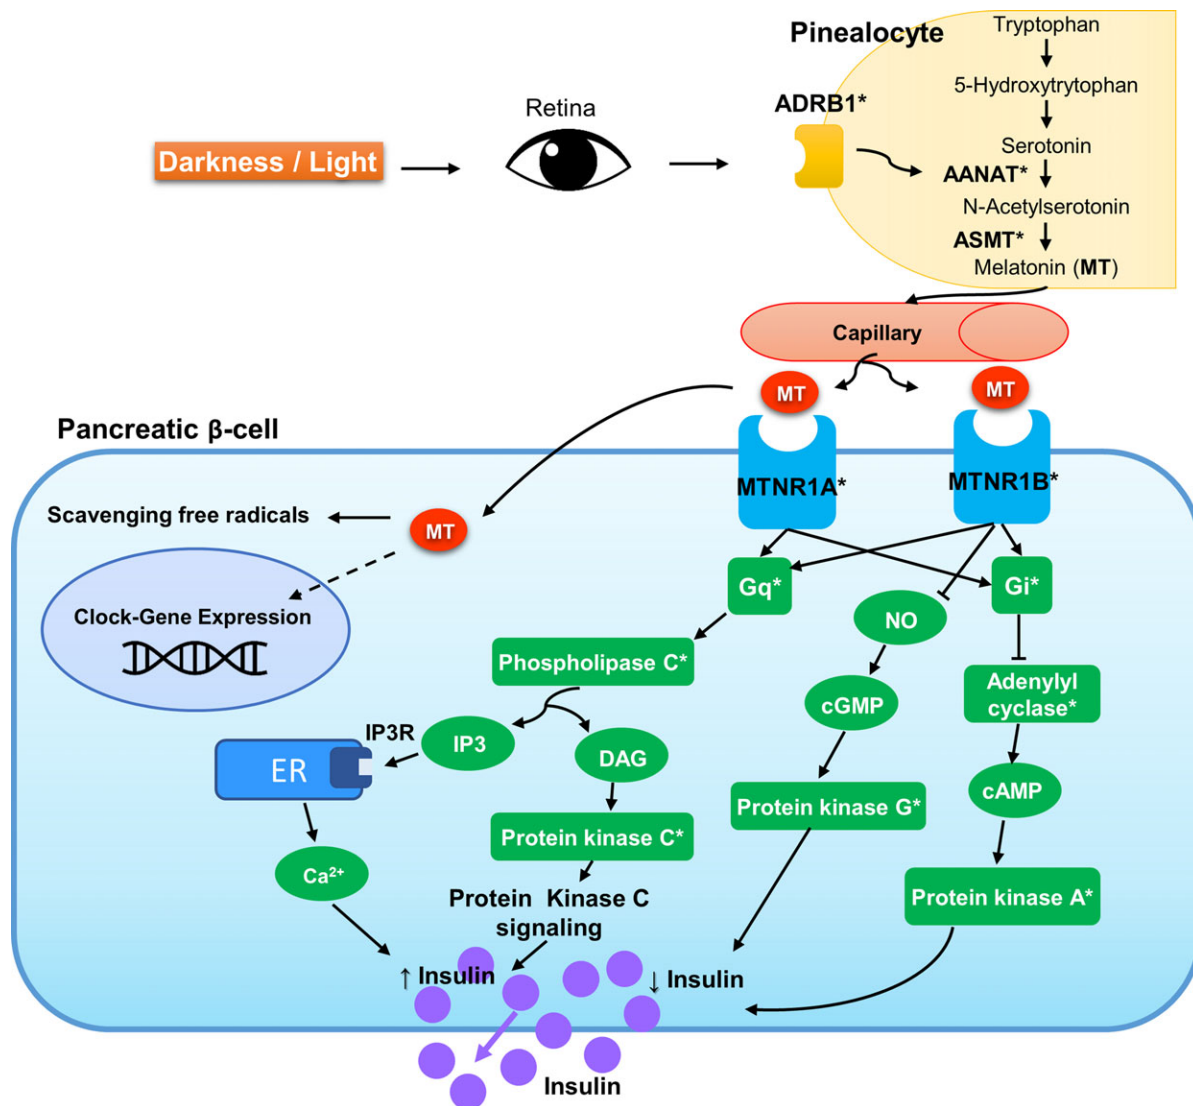 Pinealocyte
Tryptophan
5-Hydroxytrytophan
ADRB1*
Retina
Darkness / Light
Serotonin
AANAT*
N-Acetylserotonin
ASMT*
Melatonin (MT)
Capillary
MT
MT
Pancreatic β-cell
MTNR1A*
MTNR1B*
Scavenging free radicals
MT
Clock-Gene Expression
Gq*
Gi*
NO
Phospholipase C*
Adenylyl
cyclase*
cGMP
IP3R
IP3
DAG
ER
cAMP
Protein kinase G*
Protein kinase C*
Ca²⁺
Protein kinase A*
Protein Kinase C
signaling
↑ Insulin
↓ Insulin
Insulin